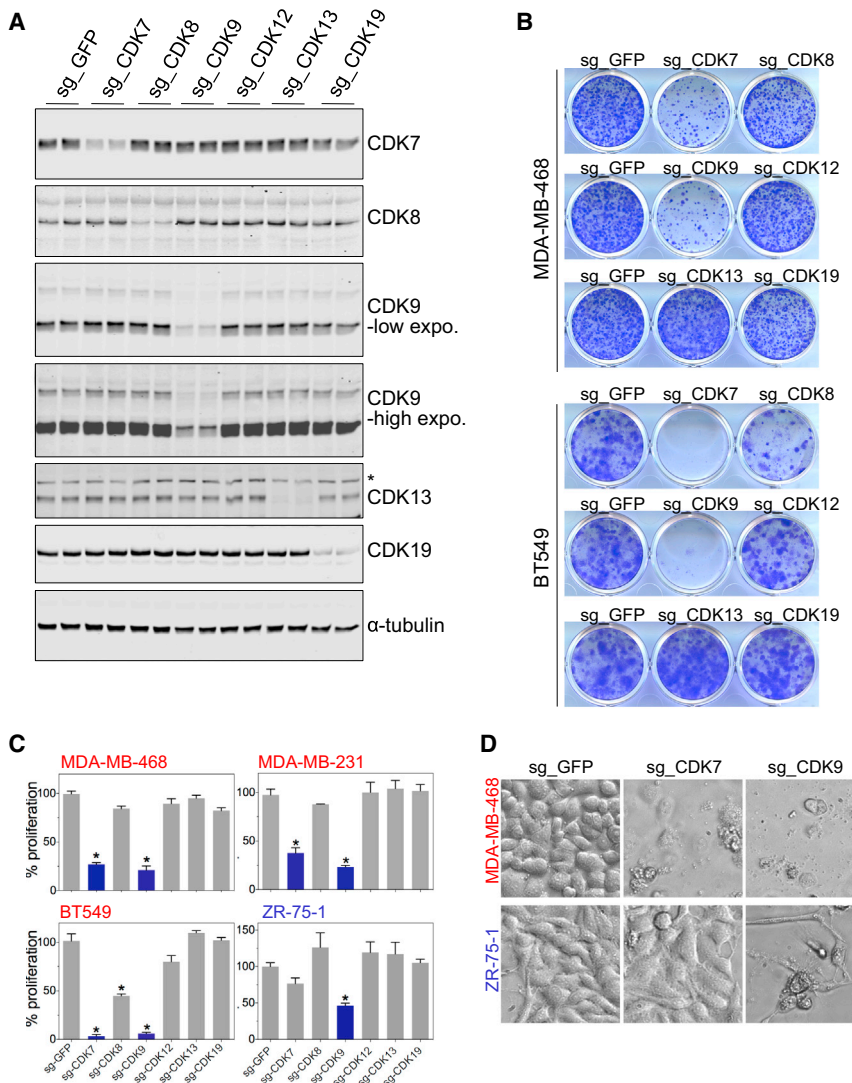 A
sg_GFP sg_CDK7 sg_CDK8 sg_CDK9 sg_CDK12 sg_CDK13 sg_CDK19
CDK7
CDK8
CDK9
-low expo.
CDK9
-high expo.
*
CDK13
CDK19
α-tubulin
B
MDA-MB-468
sg_GFP sg_CDK7 sg_CDK8
sg_GFP sg_CDK9 sg_CDK12
sg_GFP sg_CDK13 sg_CDK19
BT549
sg_GFP sg_CDK7 sg_CDK8
sg_GFP sg_CDK9 sg_CDK12
sg_GFP sg_CDK13 sg_CDK19
C
MDA-MB-468 MDA-MB-231
% proliferation
100
50
0
* *
100
50
0
* *
BT549 ZR-75-1
% proliferation
100
50
0
* * *
150
100
50
0
*
sg-GFP sg-CDK7 sg-CDK8 sg-CDK9 sg-CDK12 sg-CDK13 sg-CDK19
sg-GFP sg-CDK7 sg-CDK8 sg-CDK9 sg-CDK12 sg-CDK13 sg-CDK19
D
sg_GFP sg_CDK7 sg_CDK9
MDA-MB-468
ZR-75-1